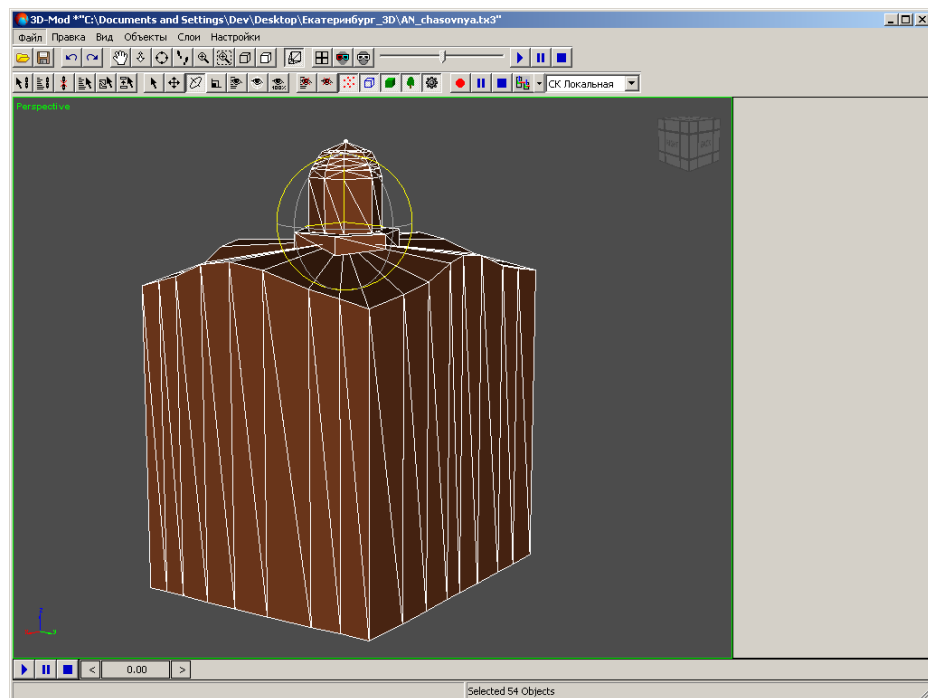 3D-Mod *"C:\Documents and Settings\Dev\Desktop\Екатеринбург_3D\AN_chasovnya.tx3"
Файл Правка Вид Объекты Слои Настройки
100%
СК Локальная
Perspective
< 0.00 >
Selected 54 Objects